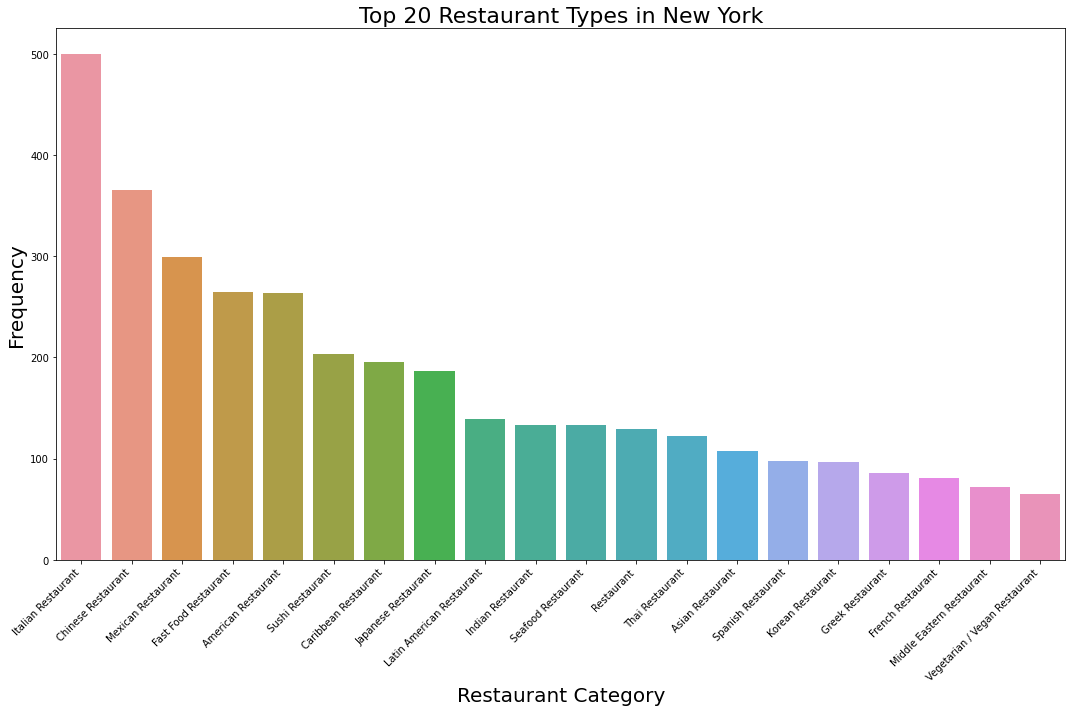 Top 20 Restaurant Types in New York
Frequency
500
400
300
200
100
0
Italian Restaurant
Chinese Restaurant
Mexican Restaurant
Fast Food Restaurant
American Restaurant
Sushi Restaurant
Caribbean Restaurant
Japanese Restaurant
Latin American Restaurant
Indian Restaurant
Seafood Restaurant
Restaurant
Thai Restaurant
Asian Restaurant
Spanish Restaurant
Korean Restaurant
Greek Restaurant
French Restaurant
Middle Eastern Restaurant
Vegetarian / Vegan Restaurant
Restaurant Category